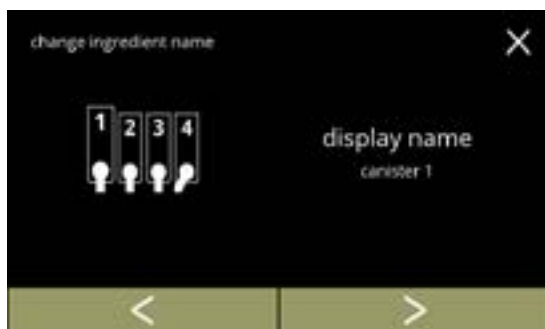 change ingredient name
1 2 3 4
display name
canister 1